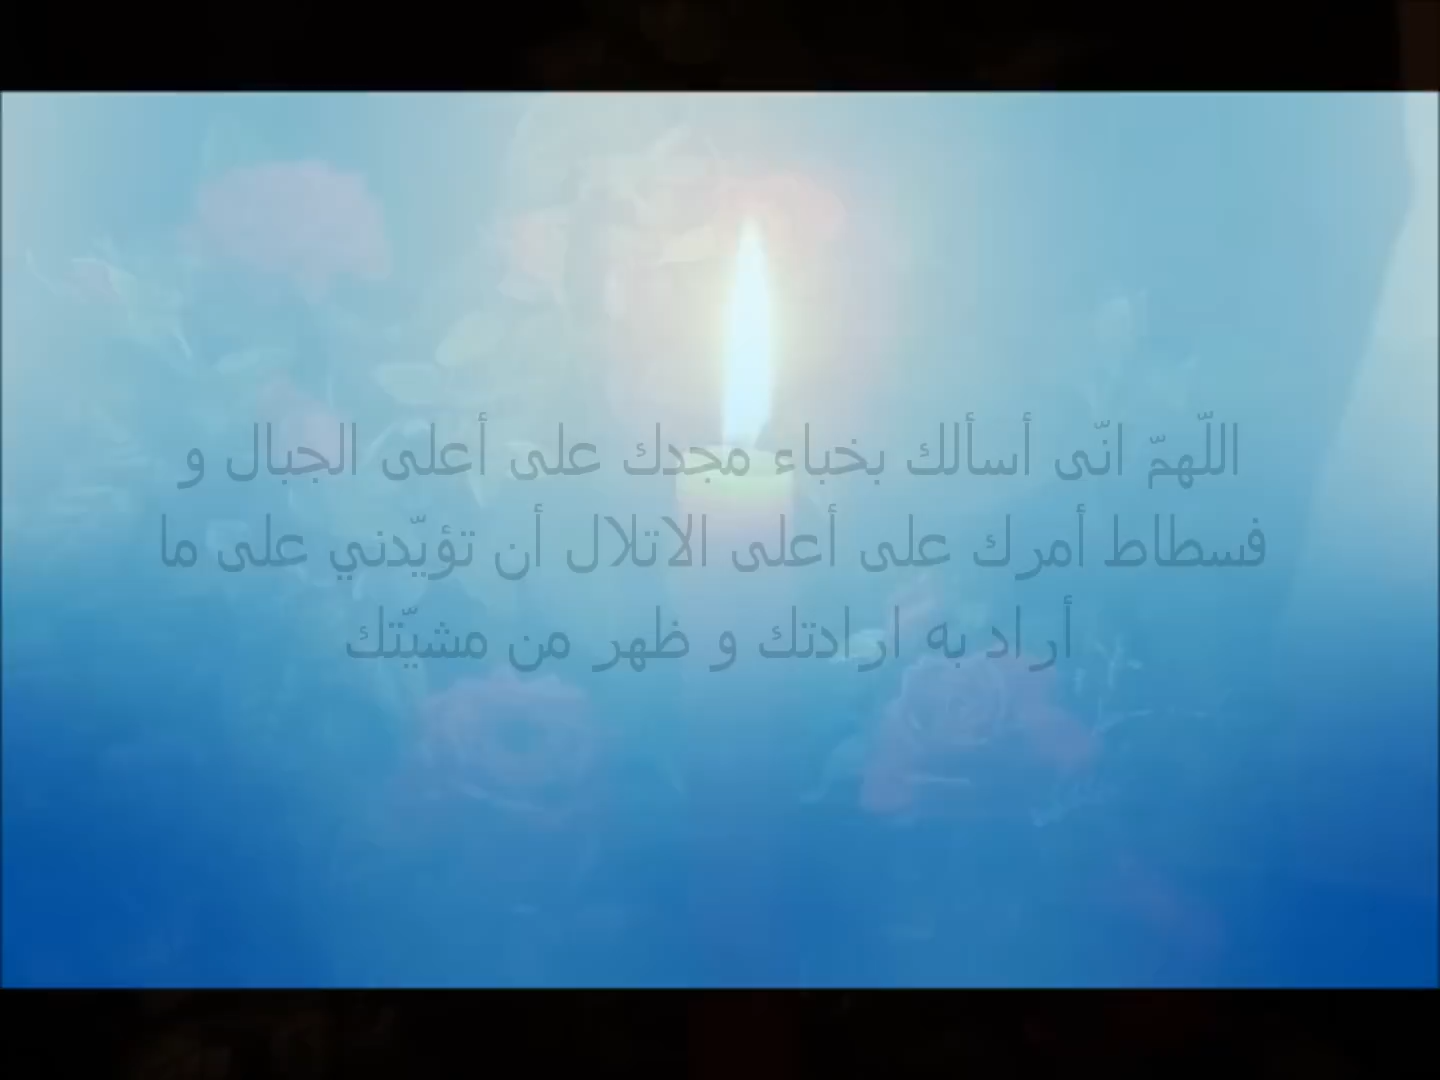 اللّهمّ انّى أسألك بخباء مجدك على أعلى الجبال و
فسطاط أمرك على أعلى الاتلال أن تؤيّدني على ما
أراد به ارادتك و ظهر من مشيّتك